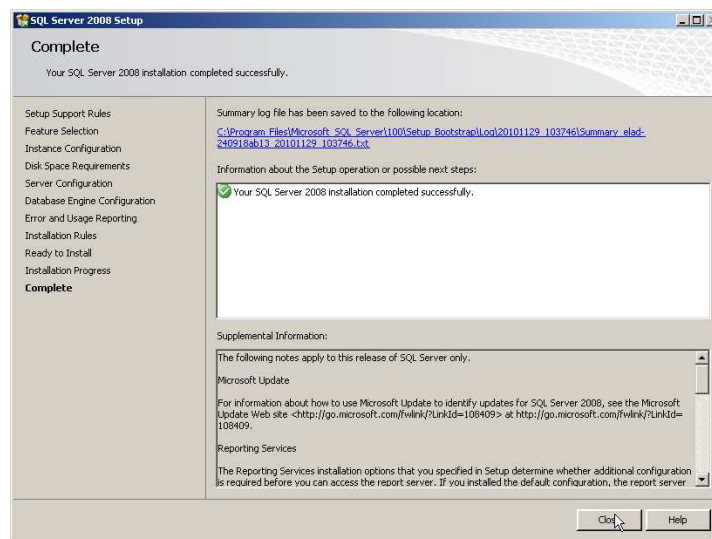 SQL Server 2008 Setup
Complete
Your SQL Server 2008 installation completed successfully.
Setup Support Rules
Feature Selection
Instance Configuration
Disk Space Requirements
Server Configuration
Database Engine Configuration
Error and Usage Reporting
Installation Rules
Ready to Install
Installation Progress
Complete
Summary log file has been saved to the following location:
C:\Program Files\Microsoft SQL Server\100\Setup Bootstrap\Log\20101129_103746\Summary_elad-
240918ab13_20101129_103746.txt
Information about the Setup operation or possible next steps:
Your SQL Server 2008 installation completed successfully.
Supplemental Information:
The following notes apply to this release of SQL Server only.
Microsoft Update
For information about how to use Microsoft Update to identify updates for SQL Server 2008, see the Microsoft
Update Web site <http://go.microsoft.com/fwlink/?LinkId=108409> at http://go.microsoft.com/fwlink/?LinkId=
108409.
Reporting Services
The Reporting Services installation options that you specified in Setup determine whether additional configuration
is required before you can access the report server. If you installed the default configuration, the report server
Close
Help